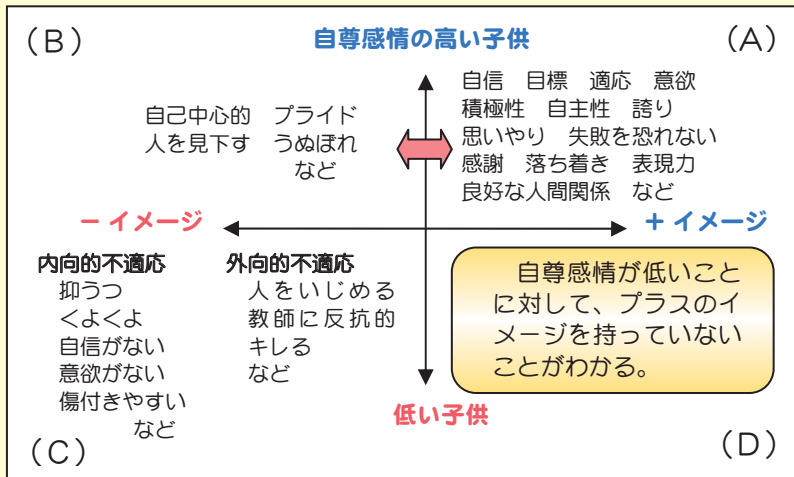 (B)
自尊感情の高い子供
(A)
自己中心的 プライド
人を見下す うぬぼれ
など
自信 目標 適応 意欲
積極性 自主性 誇り
思いやり 失敗を恐れない
感謝 落ち着き 表現力
良好な人間関係 など
− イメージ
+ イメージ
内向的不適応
抑うつ
くよくよ
自信がない
意欲がない
傷付きやすい
など
外向的不適応
人をいじめる
教師に反抗的
キレる
など
自尊感情が低いこと
に対して、プラスのイ
メージを持っていない
ことがわかる。
低い子供
(C)
(D)